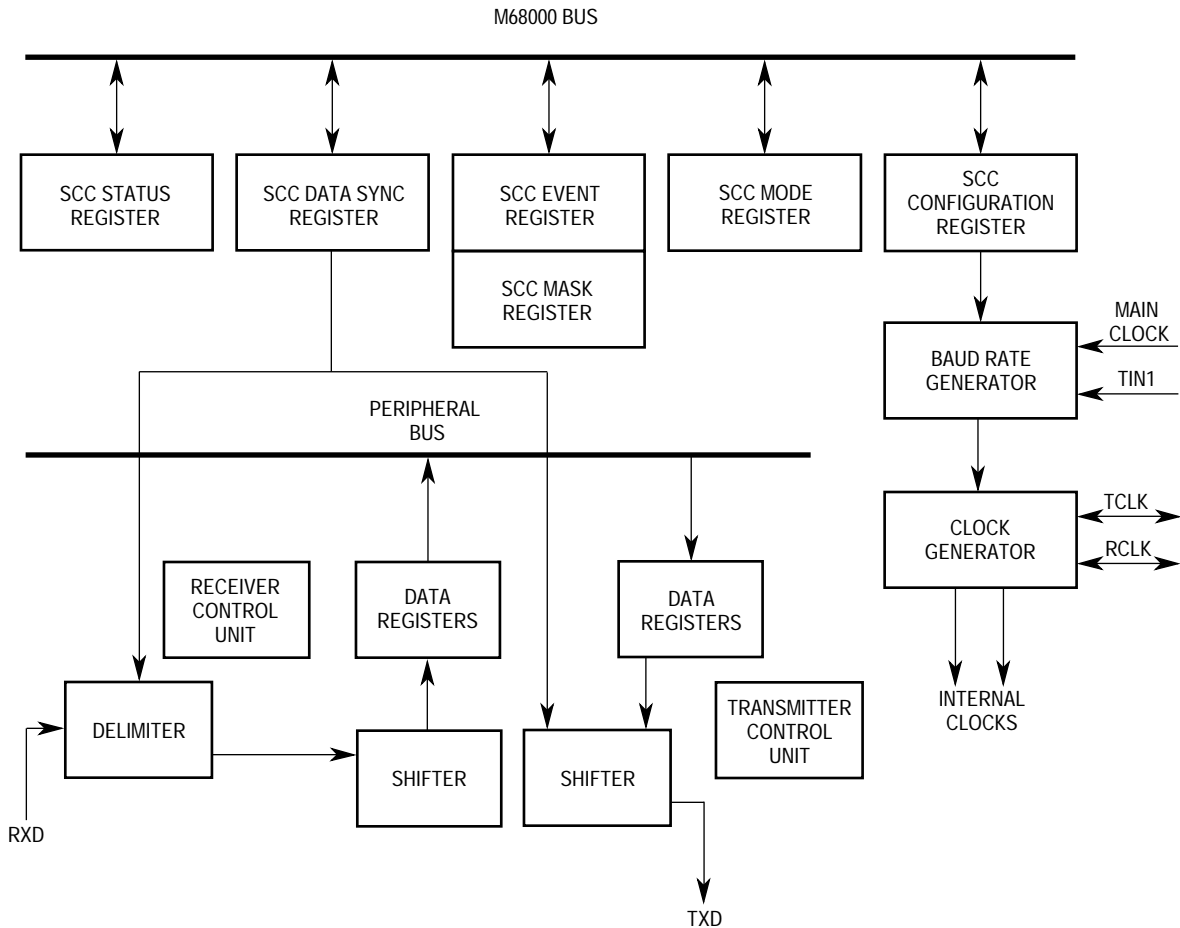 M68000 BUS
SCC STATUS
REGISTER
SCC DATA SYNC
REGISTER
SCC EVENT
REGISTER
SCC MODE
REGISTER
SCC
CONFIGURATION
REGISTER
SCC MASK
REGISTER
MAIN
CLOCK
BAUD RATE
GENERATOR
TIN1
PERIPHERAL
BUS
CLOCK
GENERATOR
TCLK
RCLK
RECEIVER
CONTROL
UNIT
DATA
REGISTERS
DATA
REGISTERS
INTERNAL
CLOCKS
DELIMITER
SHIFTER
SHIFTER
TRANSMITTER
CONTROL
UNIT
RXD
TXD